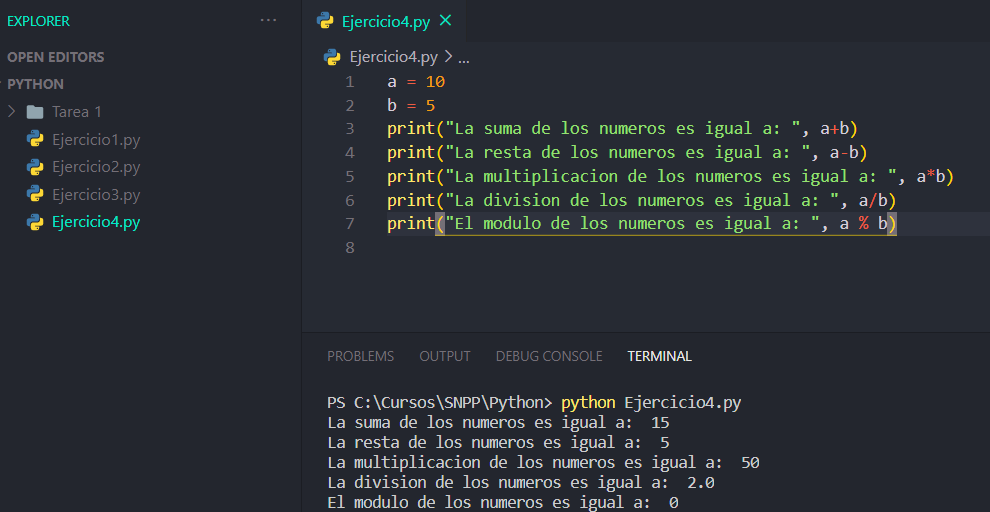 EXPLORER ...
OPEN EDITORS
PYTHON
Tarea 1
Ejercicio1.py
Ejercicio2.py
Ejercicio3.py
Ejercicio4.py
Ejercicio4.py ×
Ejercicio4.py > ...
1 a = 10
2 b = 5
3 print("La suma de los numeros es igual a: ", a+b)
4 print("La resta de los numeros es igual a: ", a-b)
5 print("La multiplicacion de los numeros es igual a: ", a*b)
6 print("La division de los numeros es igual a: ", a/b)
7 print("El modulo de los numeros es igual a: ", a % b)
8
PROBLEMS OUTPUT DEBUG CONSOLE TERMINAL
PS C:\Cursos\SNPP\Python> python Ejercicio4.py
La suma de los numeros es igual a:  15
La resta de los numeros es igual a:  5
La multiplicacion de los numeros es igual a:  50
La division de los numeros es igual a:  2.0
El modulo de los numeros es igual a:  0